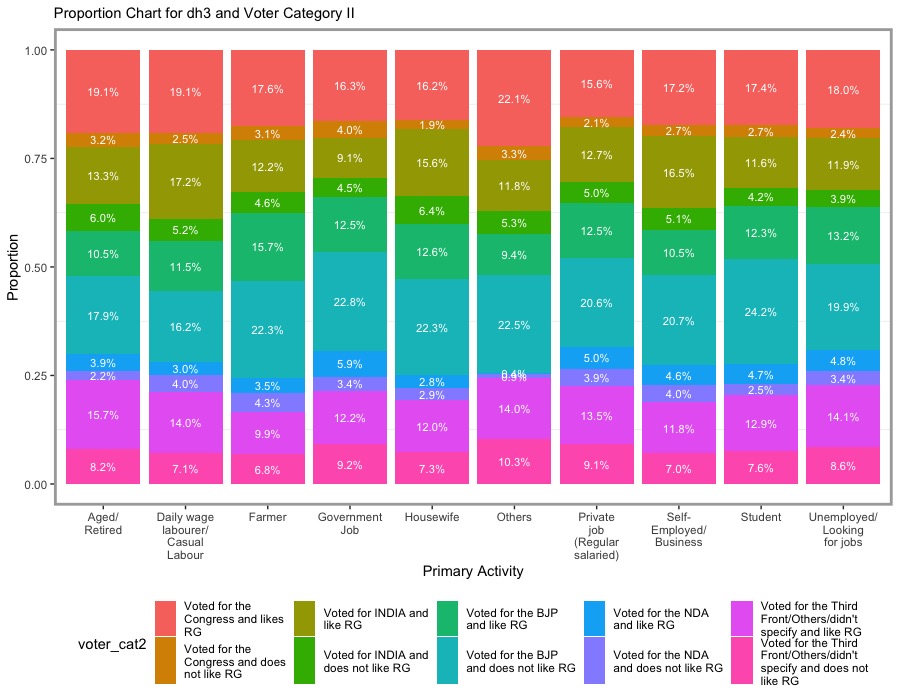 Proportion Chart for dh3 and Voter Category II
Proportion
1.00
0.75
0.50
0.25
0.00
19.1%
3.2%
13.3%
6.0%
10.5%
17.9%
3.9%
2.2%
15.7%
8.2%
19.1%
2.5%
17.2%
5.2%
11.5%
16.2%
3.0%
4.0%
14.0%
7.1%
17.6%
3.1%
12.2%
4.6%
15.7%
22.3%
3.5%
4.3%
9.9%
6.8%
16.3%
4.0%
9.1%
4.5%
12.5%
22.8%
5.9%
3.4%
12.2%
9.2%
16.2%
1.9%
15.6%
6.4%
12.6%
22.3%
2.8%
2.9%
12.0%
7.3%
22.1%
3.3%
11.8%
5.3%
9.4%
22.5%
0.4%
0.9%
14.0%
10.3%
15.6%
2.1%
12.7%
5.0%
12.5%
20.6%
5.0%
3.9%
13.5%
9.1%
17.2%
2.7%
16.5%
5.1%
10.5%
20.7%
4.6%
4.0%
11.8%
7.0%
17.4%
2.7%
11.6%
4.2%
12.3%
24.2%
4.7%
2.5%
12.9%
7.6%
18.0%
2.4%
11.9%
3.9%
13.2%
19.9%
4.8%
3.4%
14.1%
8.6%
Aged/
Retired
Daily wage
labourer/
Casual
Labour
Farmer
Government
Job
Housewife
Others
Private
job
(Regular
salaried)
Self-
Employed/
Business
Student
Unemployed/
Looking
for jobs
Primary Activity
voter_cat2
Voted for the
Congress and likes
RG
Voted for the
Congress and does
not like RG
Voted for INDIA and
like RG
Voted for INDIA and
does not like RG
Voted for the BJP
and like RG
Voted for the BJP
and does not like RG
Voted for the NDA
and like RG
Voted for the NDA
and does not like RG
Voted for the Third
Front/Others/didn't
specify and like RG
Voted for the Third
Front/Others/didn't
specify and does not
like RG